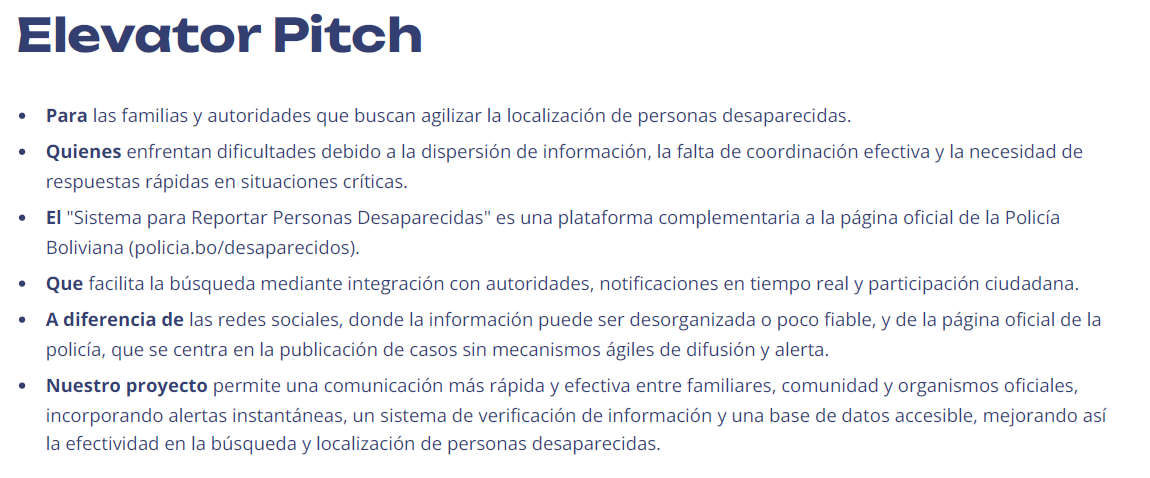 Elevator Pitch
• Para las familias y autoridades que buscan agilizar la localización de personas desaparecidas.
• Quienes enfrentan dificultades debido a la dispersión de información, la falta de coordinación efectiva y la necesidad de
respuestas rápidas en situaciones críticas.
• El "Sistema para Reportar Personas Desaparecidas" es una plataforma complementaria a la página oficial de la Policía
Boliviana (policia.bo/desaparecidos).
• Que facilita la búsqueda mediante integración con autoridades, notificaciones en tiempo real y participación ciudadana.
• A diferencia de las redes sociales, donde la información puede ser desorganizada o poco fiable, y de la página oficial de la
policía, que se centra en la publicación de casos sin mecanismos ágiles de difusión y alerta.
• Nuestro proyecto permite una comunicación más rápida y efectiva entre familiares, comunidad y organismos oficiales,
incorporando alertas instantáneas, un sistema de verificación de información y una base de datos accesible, mejorando así
la efectividad en la búsqueda y localización de personas desaparecidas.